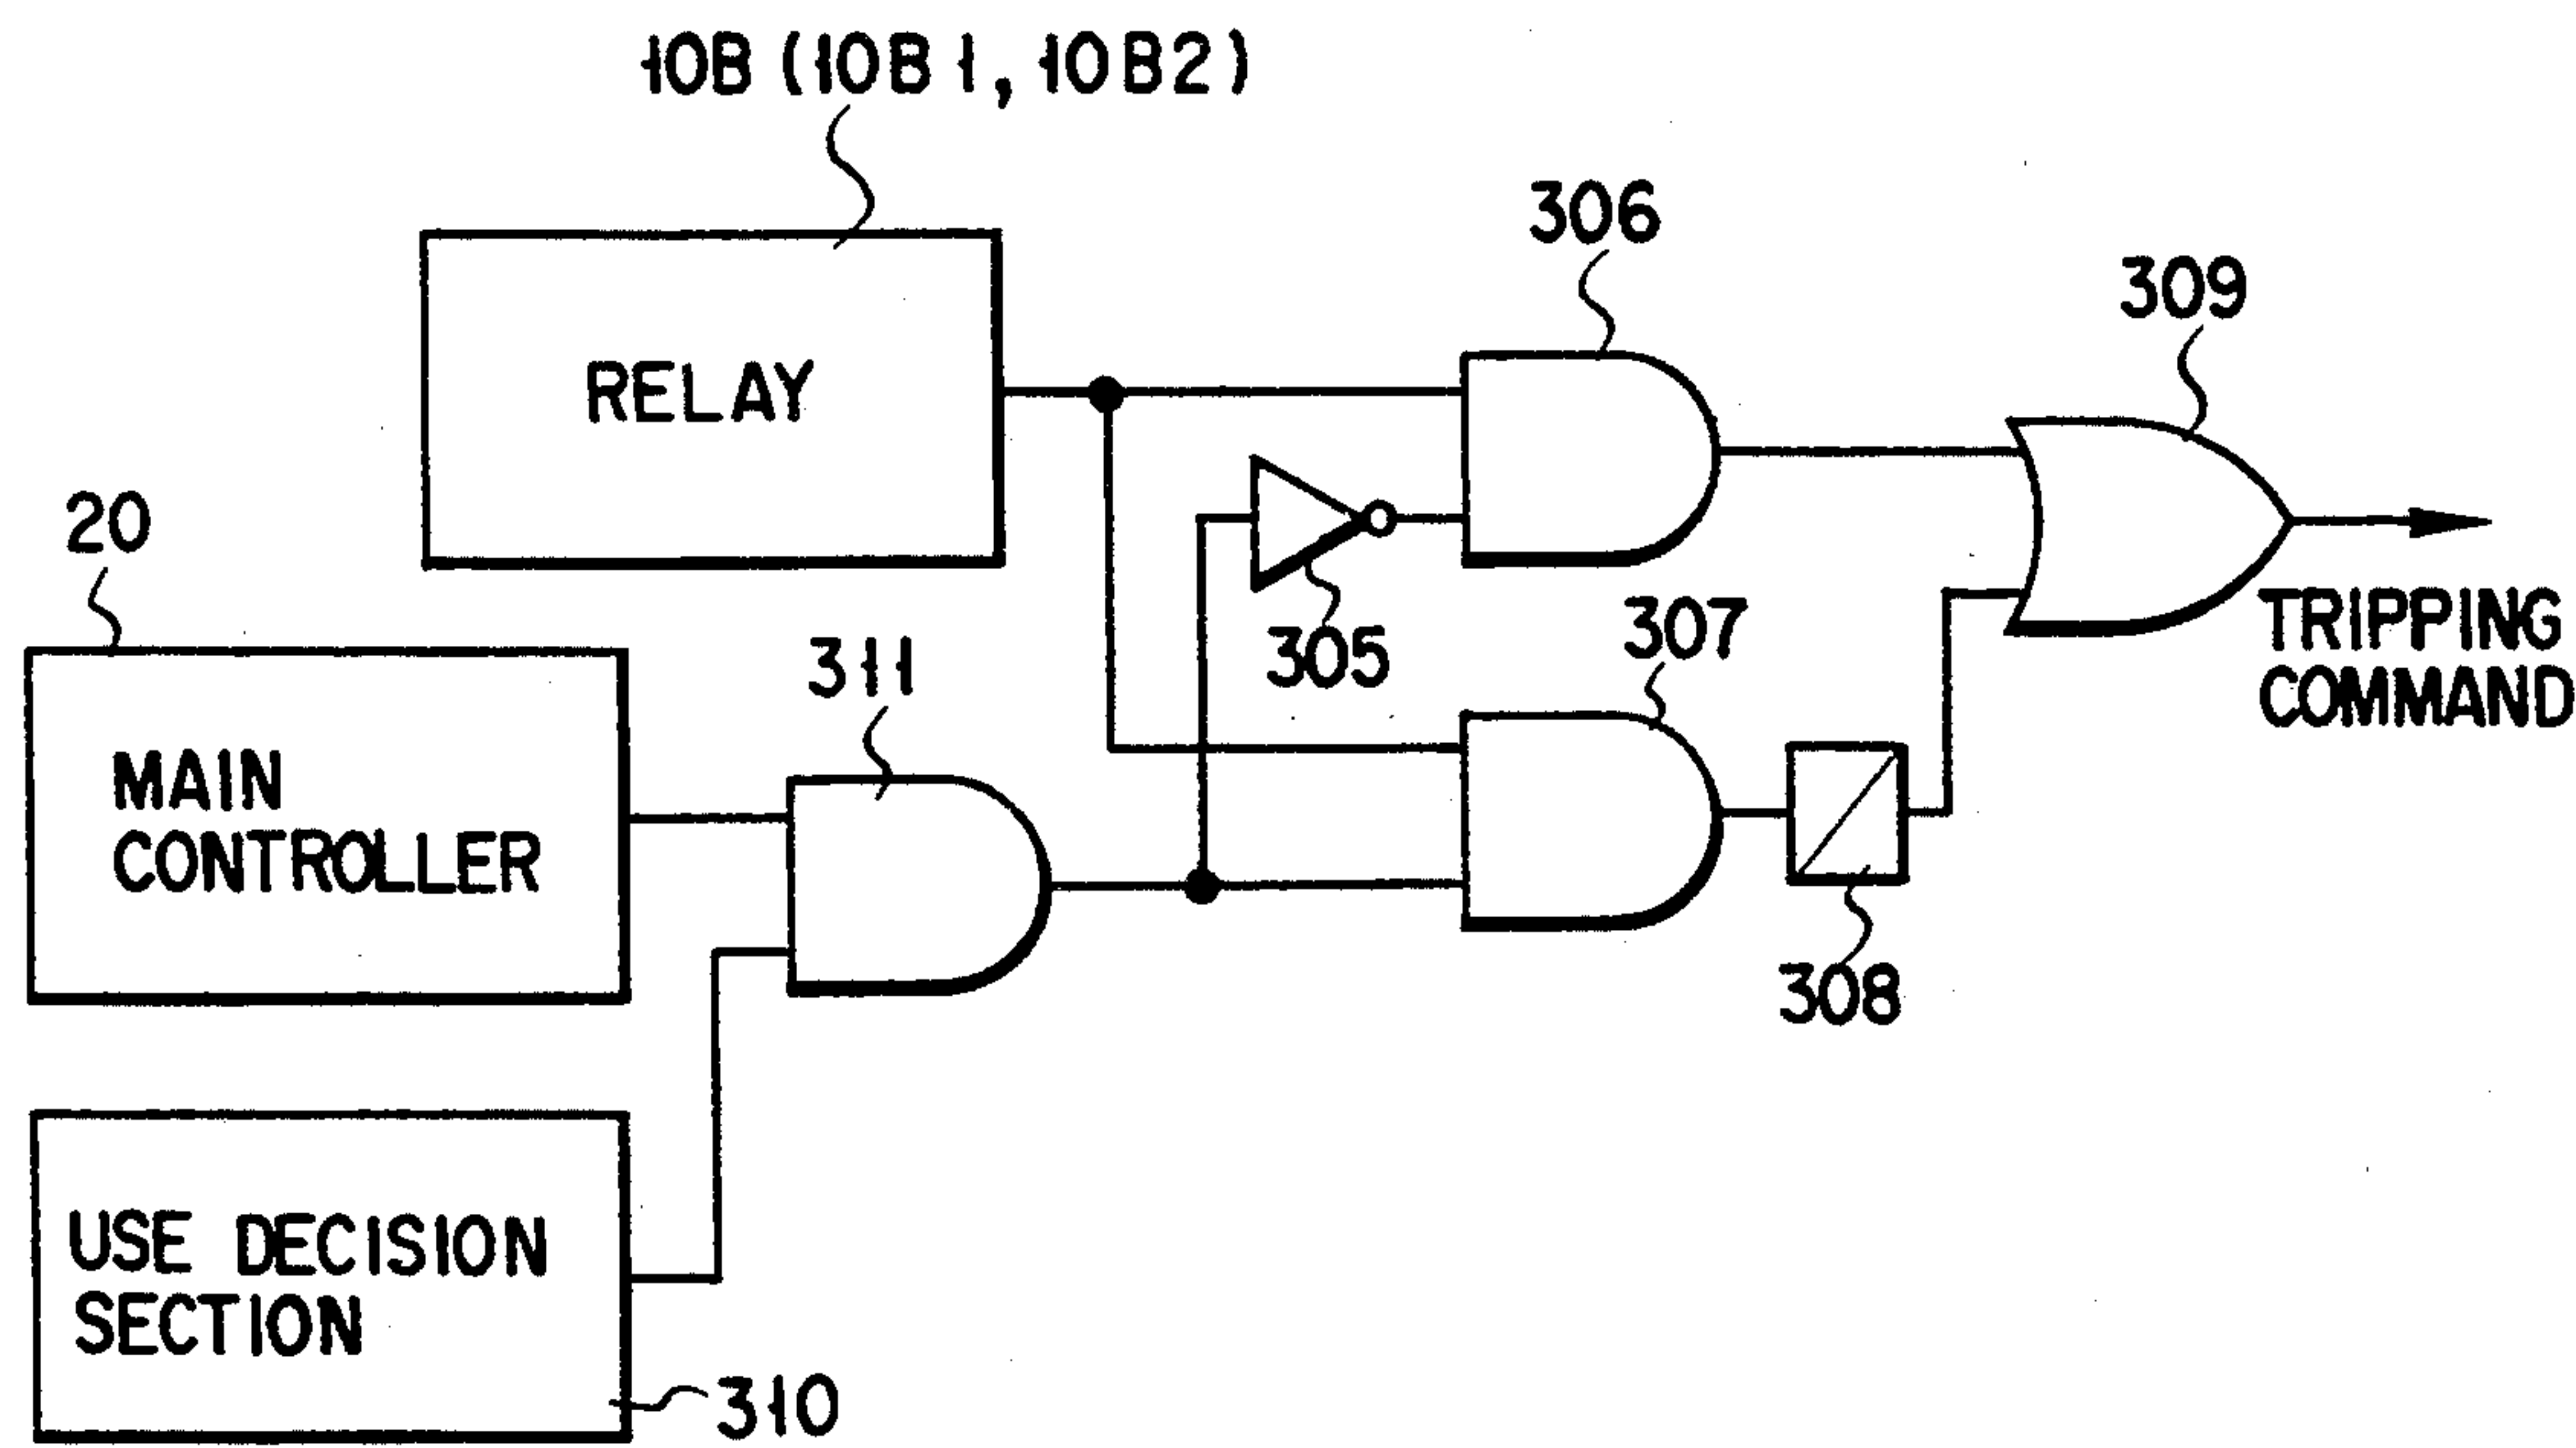 10B (10B1, 10B2)
306
309
RELAY
20
305
307
311
TRIPPING
COMMAND
MAIN
CONTROLLER
308
USE DECISION
SECTION
310